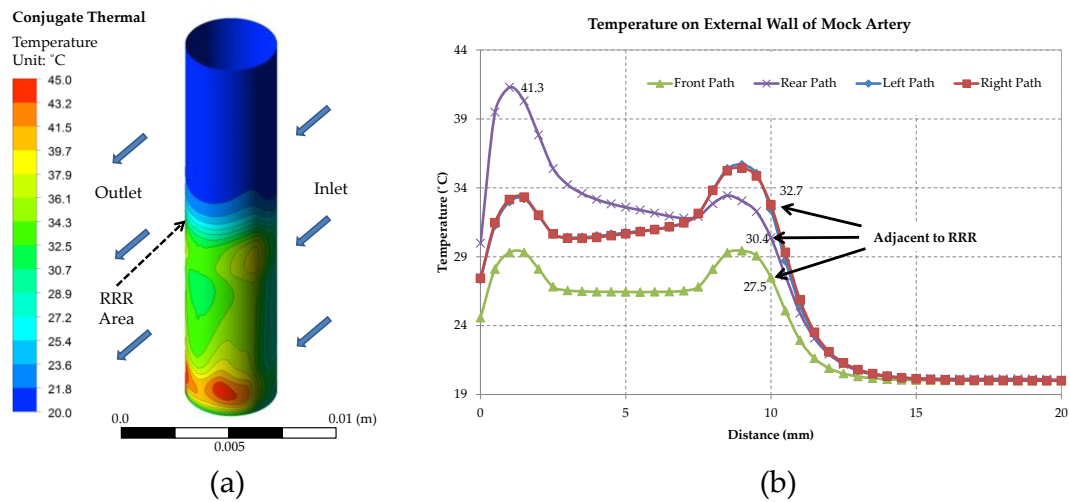 Conjugate Thermal
Temperature
Unit: ˚C
45.0
43.2
41.5
39.7
37.9
36.1
34.3
32.5
30.7
28.9
27.2
25.4
23.6
21.8
20.0
Outlet
Inlet
RRR
Area
0.0
0.01 (m)
0.005
(a)
Temperature on External Wall of Mock Artery
Front Path
Rear Path
Left Path
Right Path
Temperature (˚C)
44
39
34
29
24
19
41.3
32.7
30.4
27.5
Adjacent to RRR
0
5
10
15
20
Distance (mm)
(b)